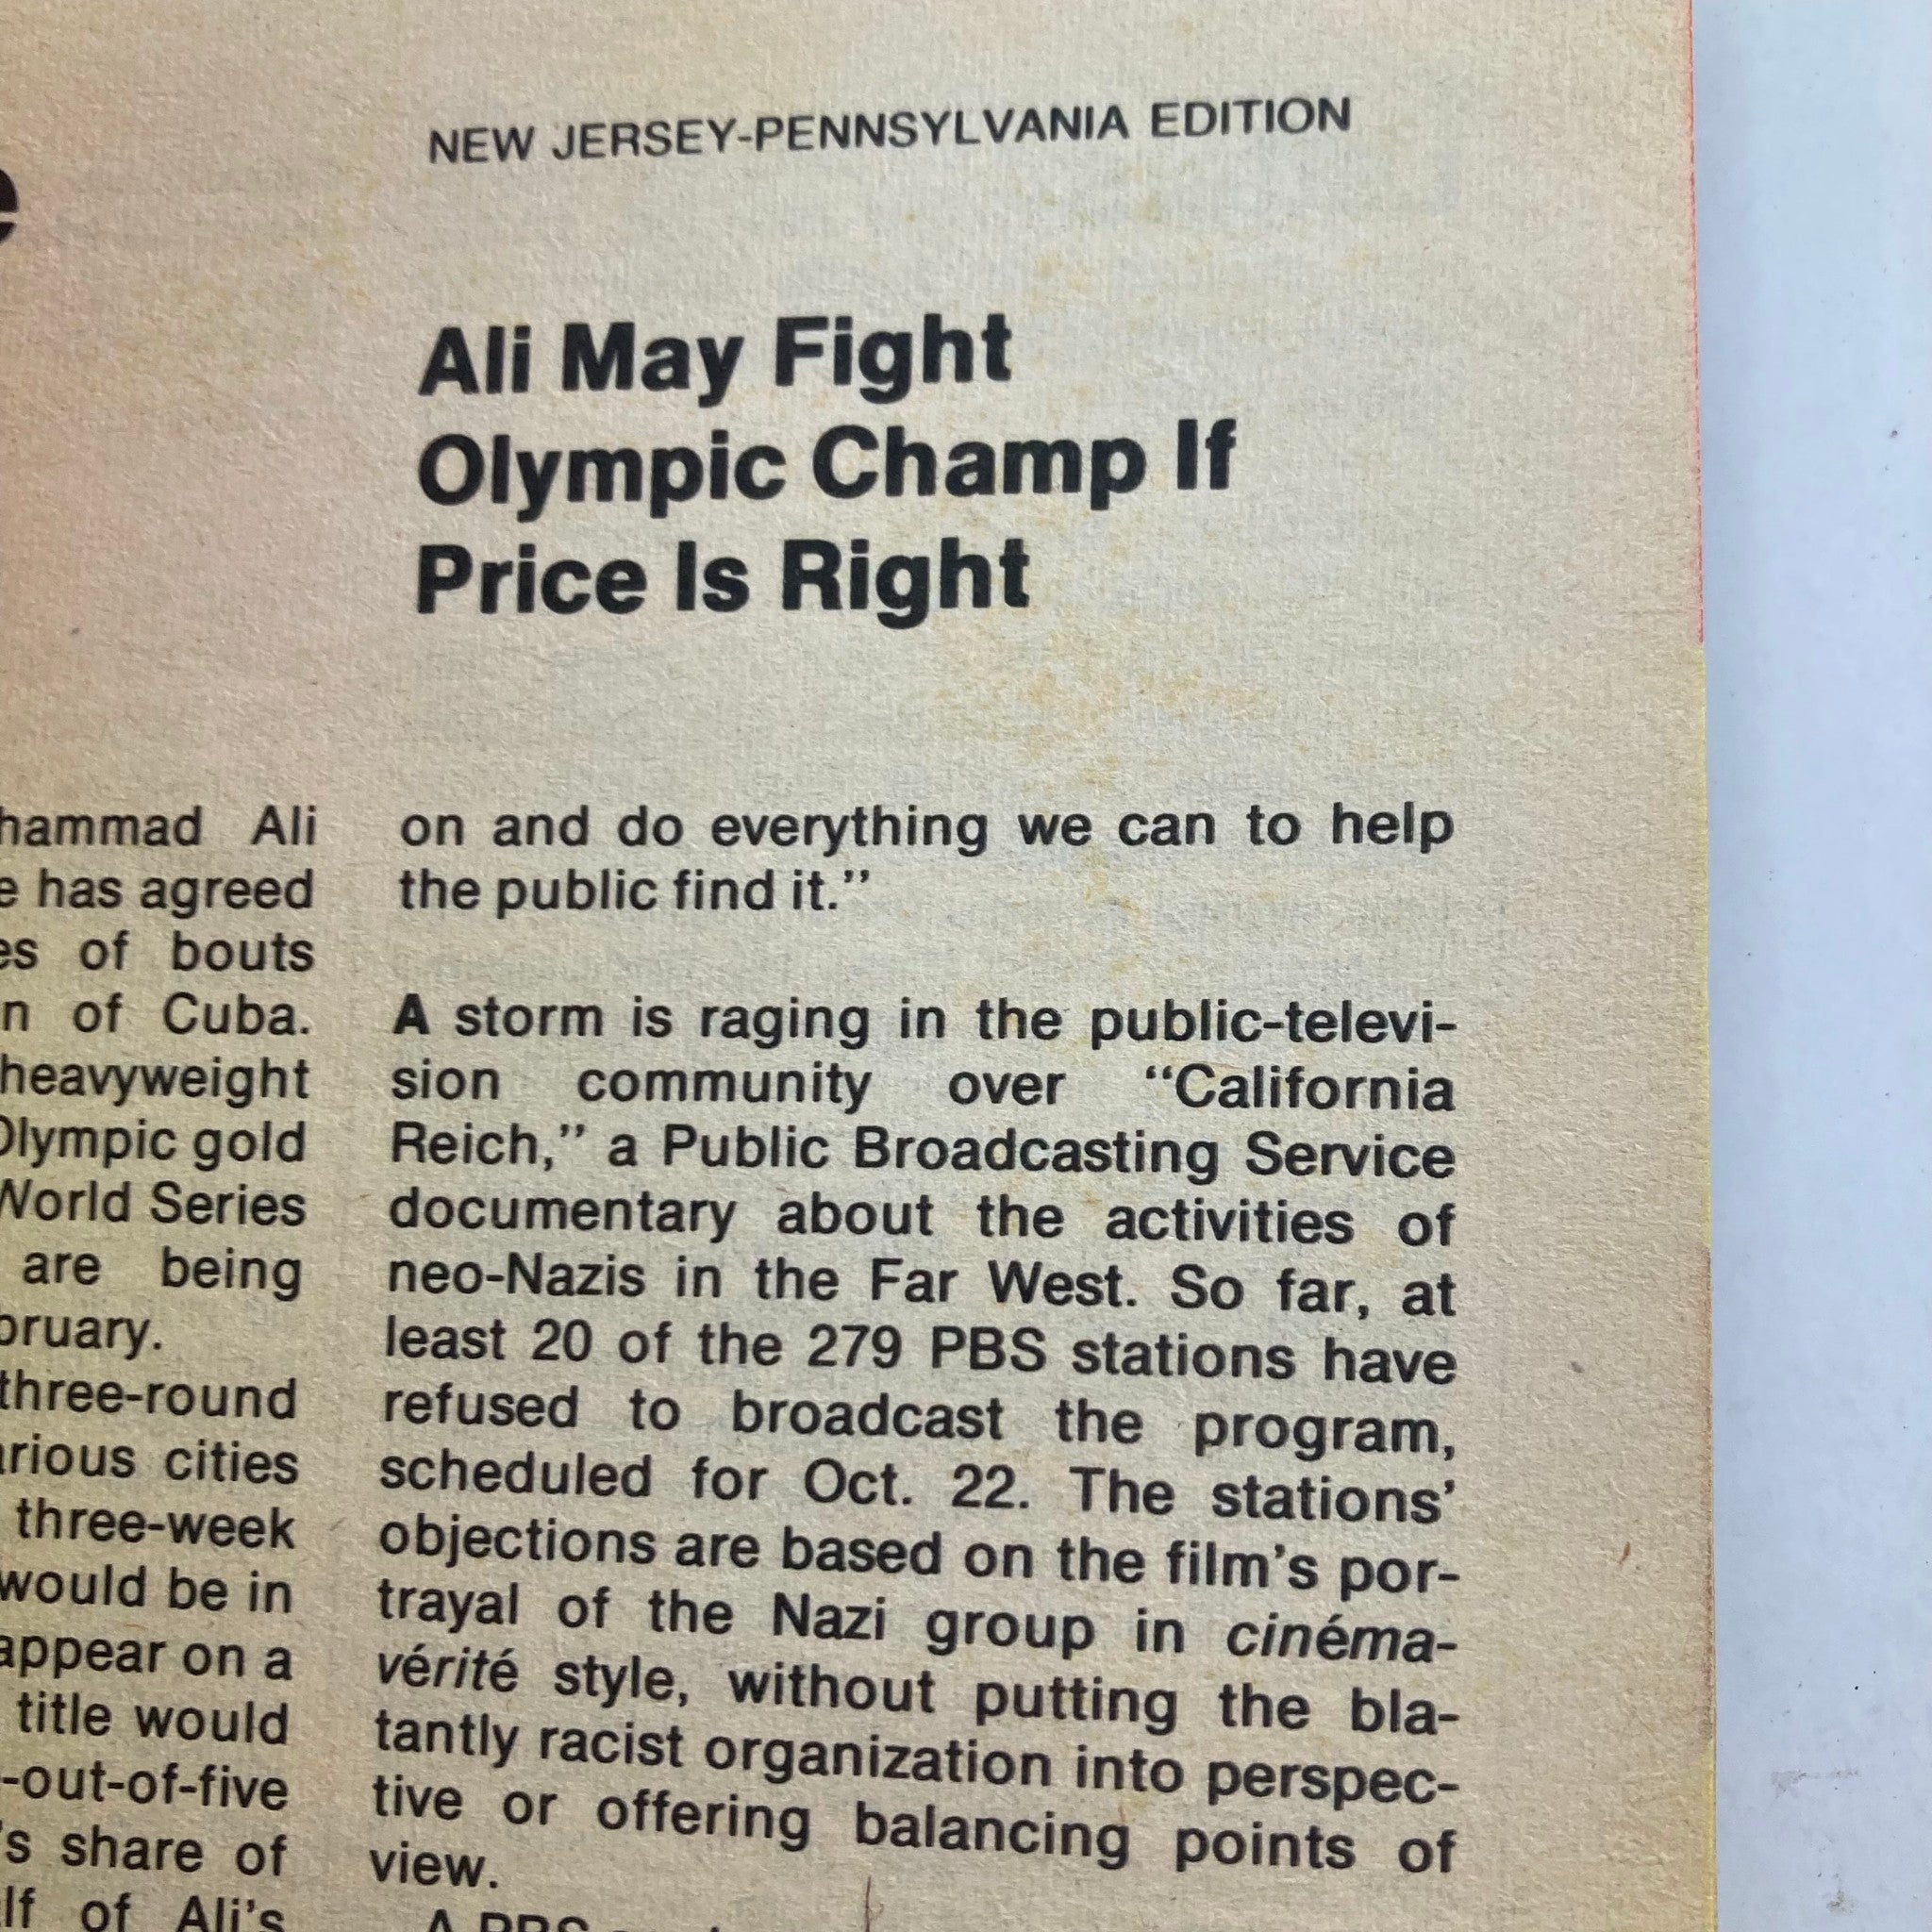 NEW JERSEY-PENNSYLVANIA EDITION
Ali May Fight
Olympic Champ If
Price Is Right
Ali
has agreed
of bouts
of Cuba.
heavyweight
Olympic gold
World Series
are being
three-round
cities
three-week
would be in
appear on a
title would
-out-of-five
share of
of Ali's
on and do everything we can to help
the public find it."
A storm is raging in the public-televi-
sion community over "California
Reich," a Public Broadcasting Service
documentary about the activities of
neo-Nazis in the Far West. So far, at
least 20 of the 279 PBS stations have
refused to broadcast the program,
scheduled for Oct. 22. The stations'
objections are based on the film's por-
trayal of the Nazi group in cinéma-
vérité style, without putting the bla-
tantly racist organization into perspec-
tive or offering balancing points of
view.
A PBS